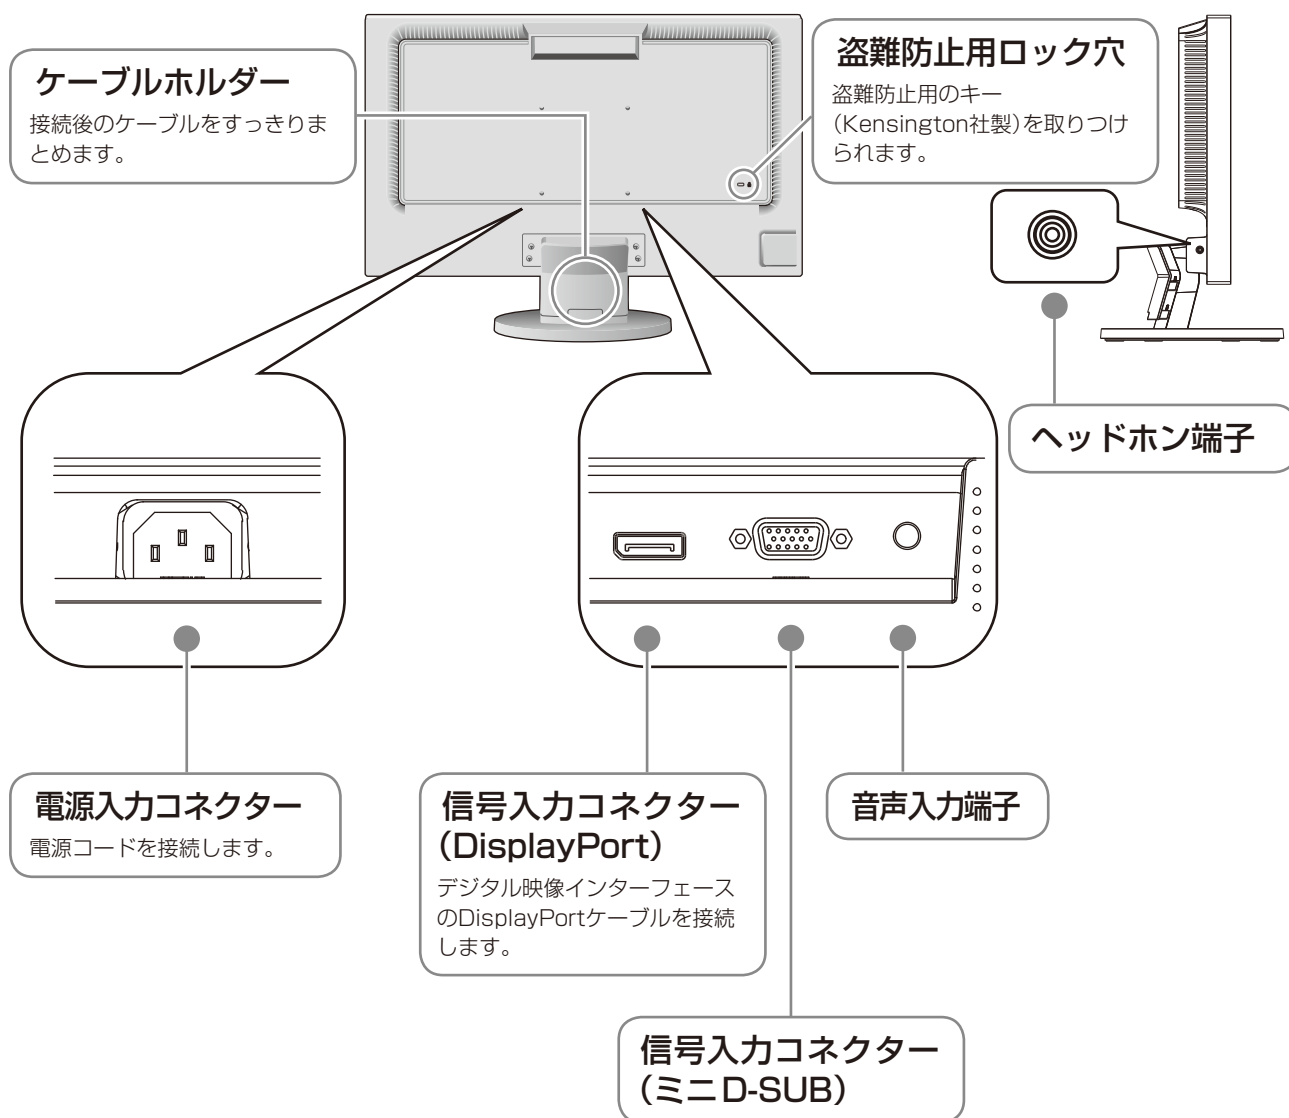 ケーブルホルダー
接続後のケーブルをすっきりま
とめます。
盗難防止用ロック穴
盗難防止用のキー
(Kensington社製)を取りつけ
られます。
ヘッドホン端子
電源入力コネクター
電源コードを接続します。
信号入力コネクター
(DisplayPort)
デジタル映像インターフェース
のDisplayPortケーブルを接続
します。
音声入力端子
信号入力コネクター
(ミニD-SUB)